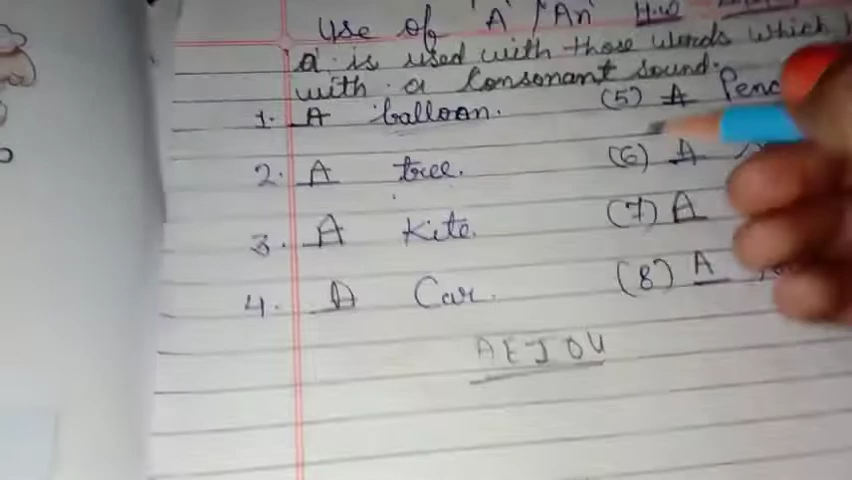 Use of 'A' / 'An' H.W
a is used with those words which
with a consonant sound.
1. A balloon. (5) A Penc
2. A tree. (6) A
3. A Kite. (7) A
4. A Car. (8) A
A E I O U